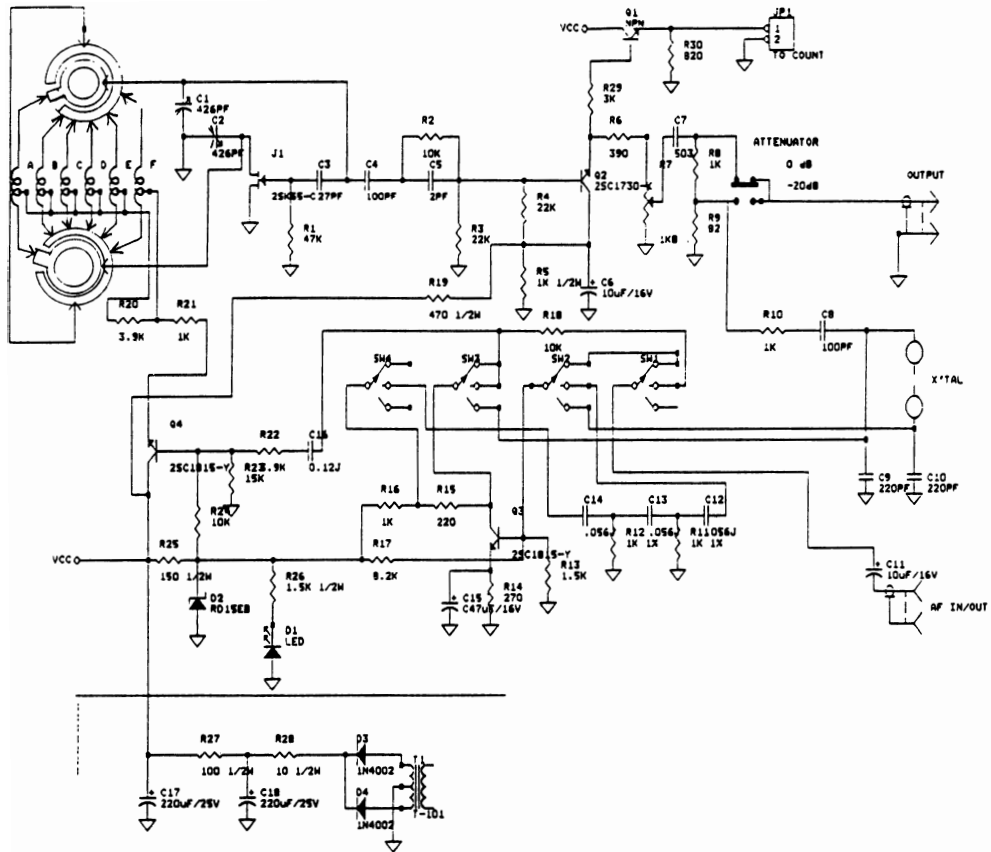 Q1
NPN
VCC
JP1
1
2
TO COUNT
R30
820
R29
3K
C1
426PF
C2
426PF
R2
10K
R6
390
C7
503
R7
1KB
R8
1K
ATTENUATOR
0 dB
-20dB
OUTPUT
J1
C3
27PF
C4
100PF
C5
2PF
Q2
A B C D E F
R1
47K
R3
22K
R4
22K
R9
82
R5
1K 1/2W
C6
10uF/16V
R19
470 1/2W
R20
3.9K
R21
1K
R18
10K
R10
1K
C8
100PF
X'TAL
SW4
SW3
SW2
SW1
Q4
2SC1815-Y
R22
3.9K
0.12J
15K
10K
R16
1K
R15
220
Q3
2SC1815-Y
C14
.056J
C13
.056J
C12
.056J
R12
1K
1%
R11
1K
1%
C9
220PF
C10
220PF
VCC
R25
150 1/2W
R17
8.2K
R13
1.5K
R26
1.5K 1/2W
C15
C47uF/16V
R14
270
C11
10uF/16V
AF IN/OUT
D2
RD15EB
D1
LED
R27
100 1/2W
R28
10 1/2W
D3
1N4002
D4
1N4002
T-101
C17
220uF/25V
C18
220uF/25V